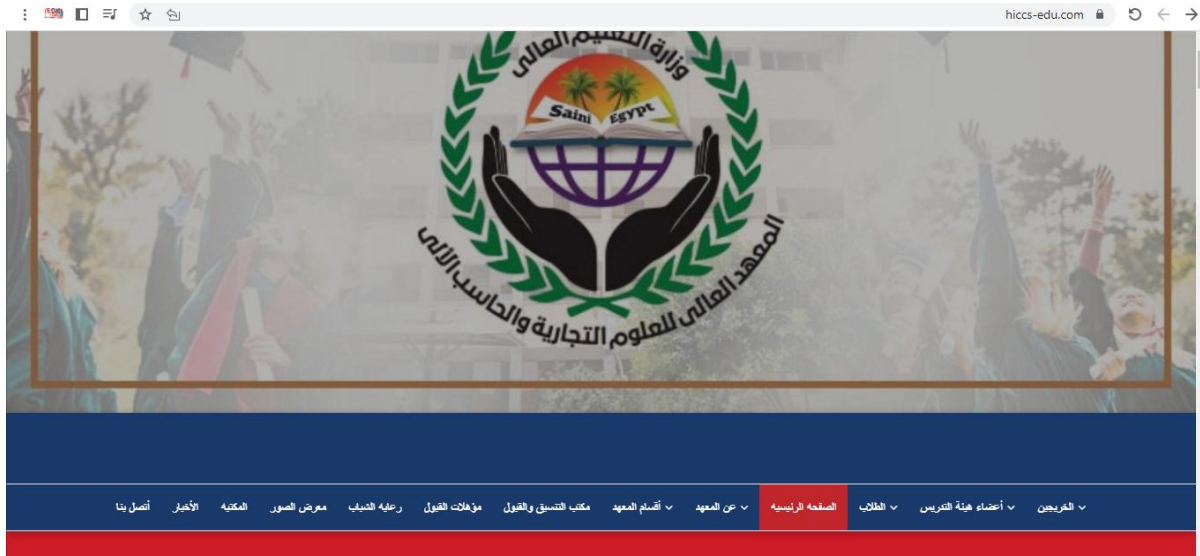 hiccs-edu.com
وزارة التعليم العالى
Saini Egypt
المعهد العالى للعلوم التجارية والحاسب الألى
الخريجين أعضاء هيئة التدريس الطلاب الصفحه الرئيسيه عن المعهد أقسام المعهد مكتب التنسيق والقبول مؤهلات القبول رعايه الشباب معرض الصور المكتبه الأخبار أتصل بنا